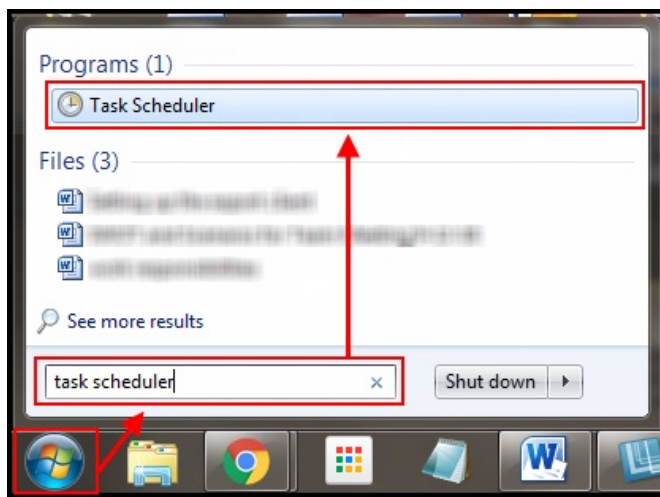 Programs (1)
Task Scheduler
Files (3)
See more results
task scheduler
Shut down
W